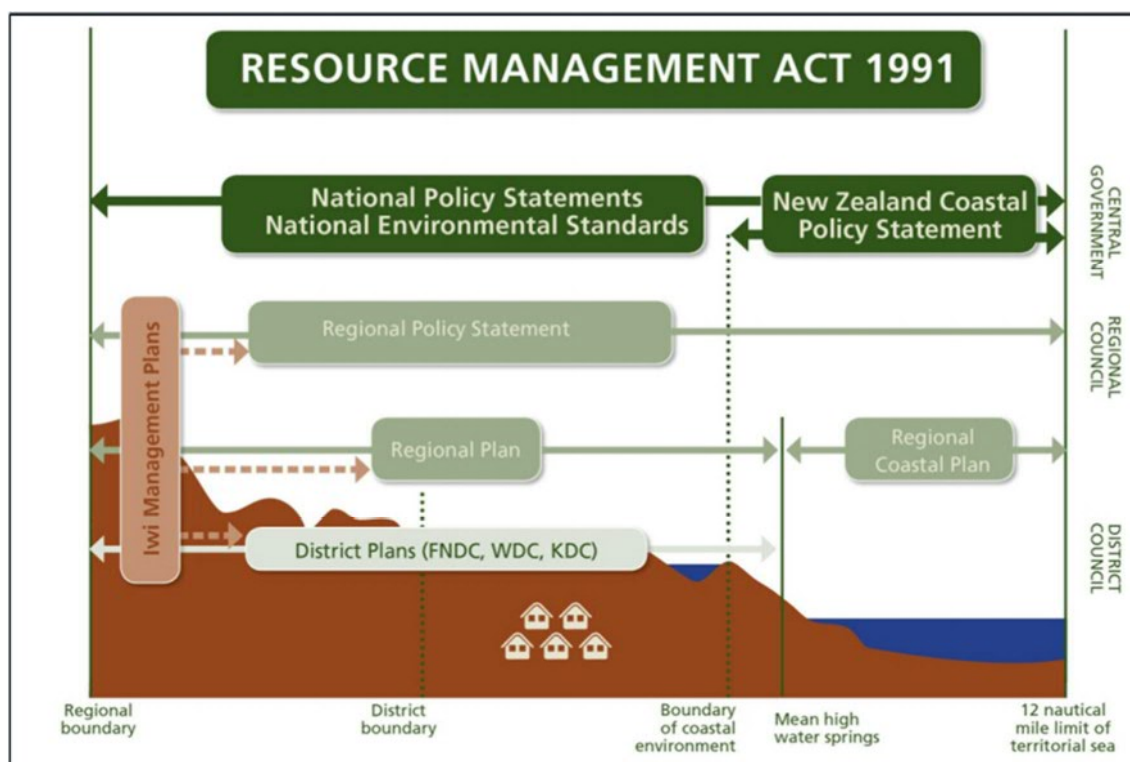 RESOURCE MANAGEMENT ACT 1991
National Policy Statements
National Environmental Standards
New Zealand Coastal
Policy Statement
CENTRAL
GOVERNMENT
Iwi Management Plans
Regional Policy Statement
REGIONAL
COUNCIL
Regional Plan
Regional
Coastal Plan
District Plans (FNDC, WDC, KDC)
DISTRICT
COUNCIL
Regional
boundary
District
boundary
Boundary
of coastal
environment
Mean high
water springs
12 nautical
mile limit of
territorial sea